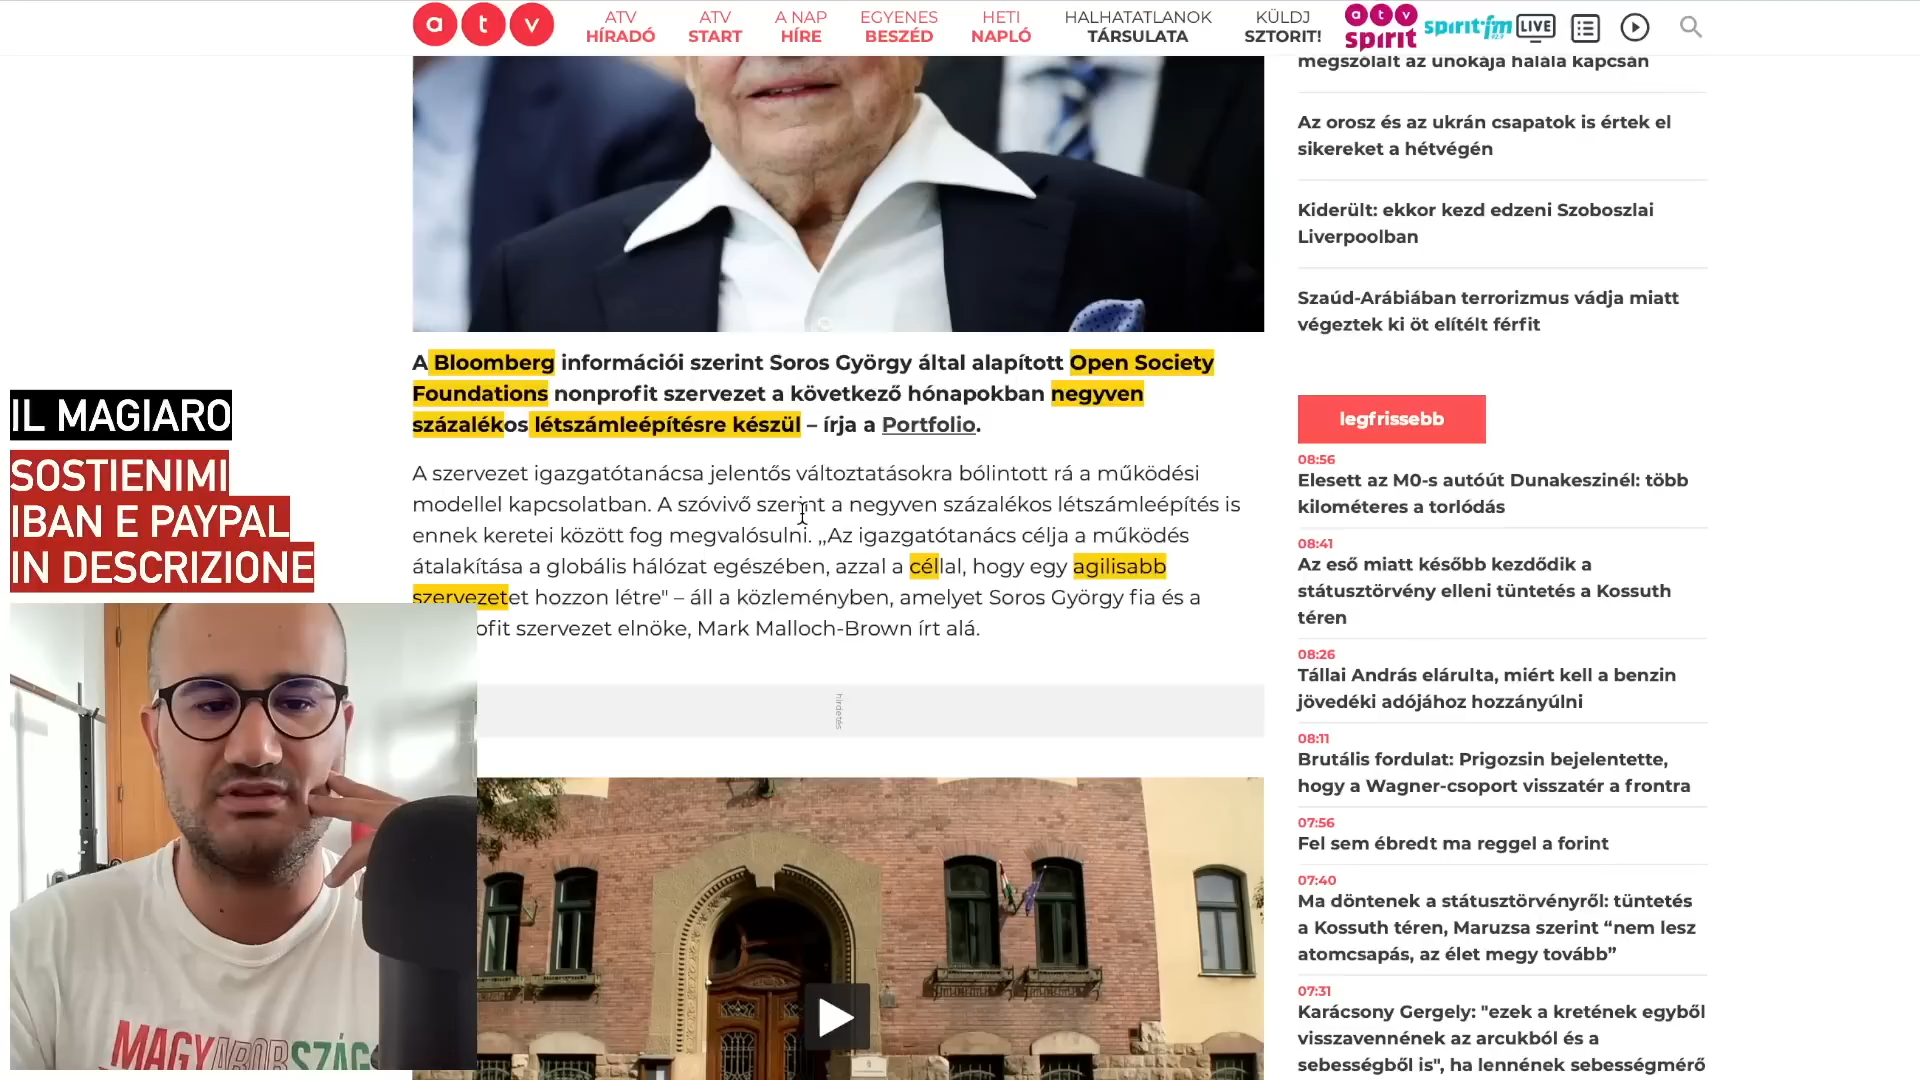 atv
ATV
HÍRADÓ
ATV
START
A NAP
HÍRE
EGYENES
BESZÉD
HETI
NAPLÓ
HALHATATLANOK
TÁRSULATA
KÜLDJ
SZTORIT!
atv
spirit
spirit fm
LIVE
IL MAGIARO
SOSTIENIMI
IBAN E PAYPAL
IN DESCRIZIONE
MAGYARORSZÁG
A Bloomberg információi szerint Soros György által alapított Open Society
Foundations nonprofit szervezet a következő hónapokban negyven
százalékos létszámleépítésre készül – írja a Portfolio.
A szervezet igazgatótanácsa jelentős változtatásokra bólintott rá a működési
modellel kapcsolatban. A szóvivő szerint a negyven százalékos létszámleépítés is
ennek keretei között fog megvalósulni. ,,Az igazgatótanács célja a működés
átalakítása a globális hálózat egészében, azzal a céllal, hogy egy agilisabb
szervezetet hozzon létre" – áll a közleményben, amelyet Soros György fia és a
ofit szervezet elnöke, Mark Malloch-Brown írt alá.
hirdetés
megszólalt az unokája halála kapcsán
Az orosz és az ukrán csapatok is értek el
sikereket a hétvégén
Kiderült: ekkor kezd edzeni Szoboszlai
Liverpoolban
Szaúd-Arábiában terrorizmus vádja miatt
végeztek ki öt elítélt férfit
legfrissebb
08:56
Elesett az M0-s autóút Dunakeszinél: több
kilométeres a torlódás
08:41
Az eső miatt később kezdődik a
státusztörvény elleni tüntetés a Kossuth
téren
08:26
Tállai András elárulta, miért kell a benzin
jövedéki adójához hozzányúlni
08:11
Brutális fordulat: Prigozsin bejelentette,
hogy a Wagner-csoport visszatér a frontra
07:56
Fel sem ébredt ma reggel a forint
07:40
Ma döntenek a státusztörvényről: tüntetés
a Kossuth téren, Maruzsa szerint “nem lesz
atomcsapás, az élet megy tovább”
07:31
Karácsony Gergely: "ezek a kretének egyből
visszavennének az arcukból és a
sebességből is", ha lennének sebességmérő